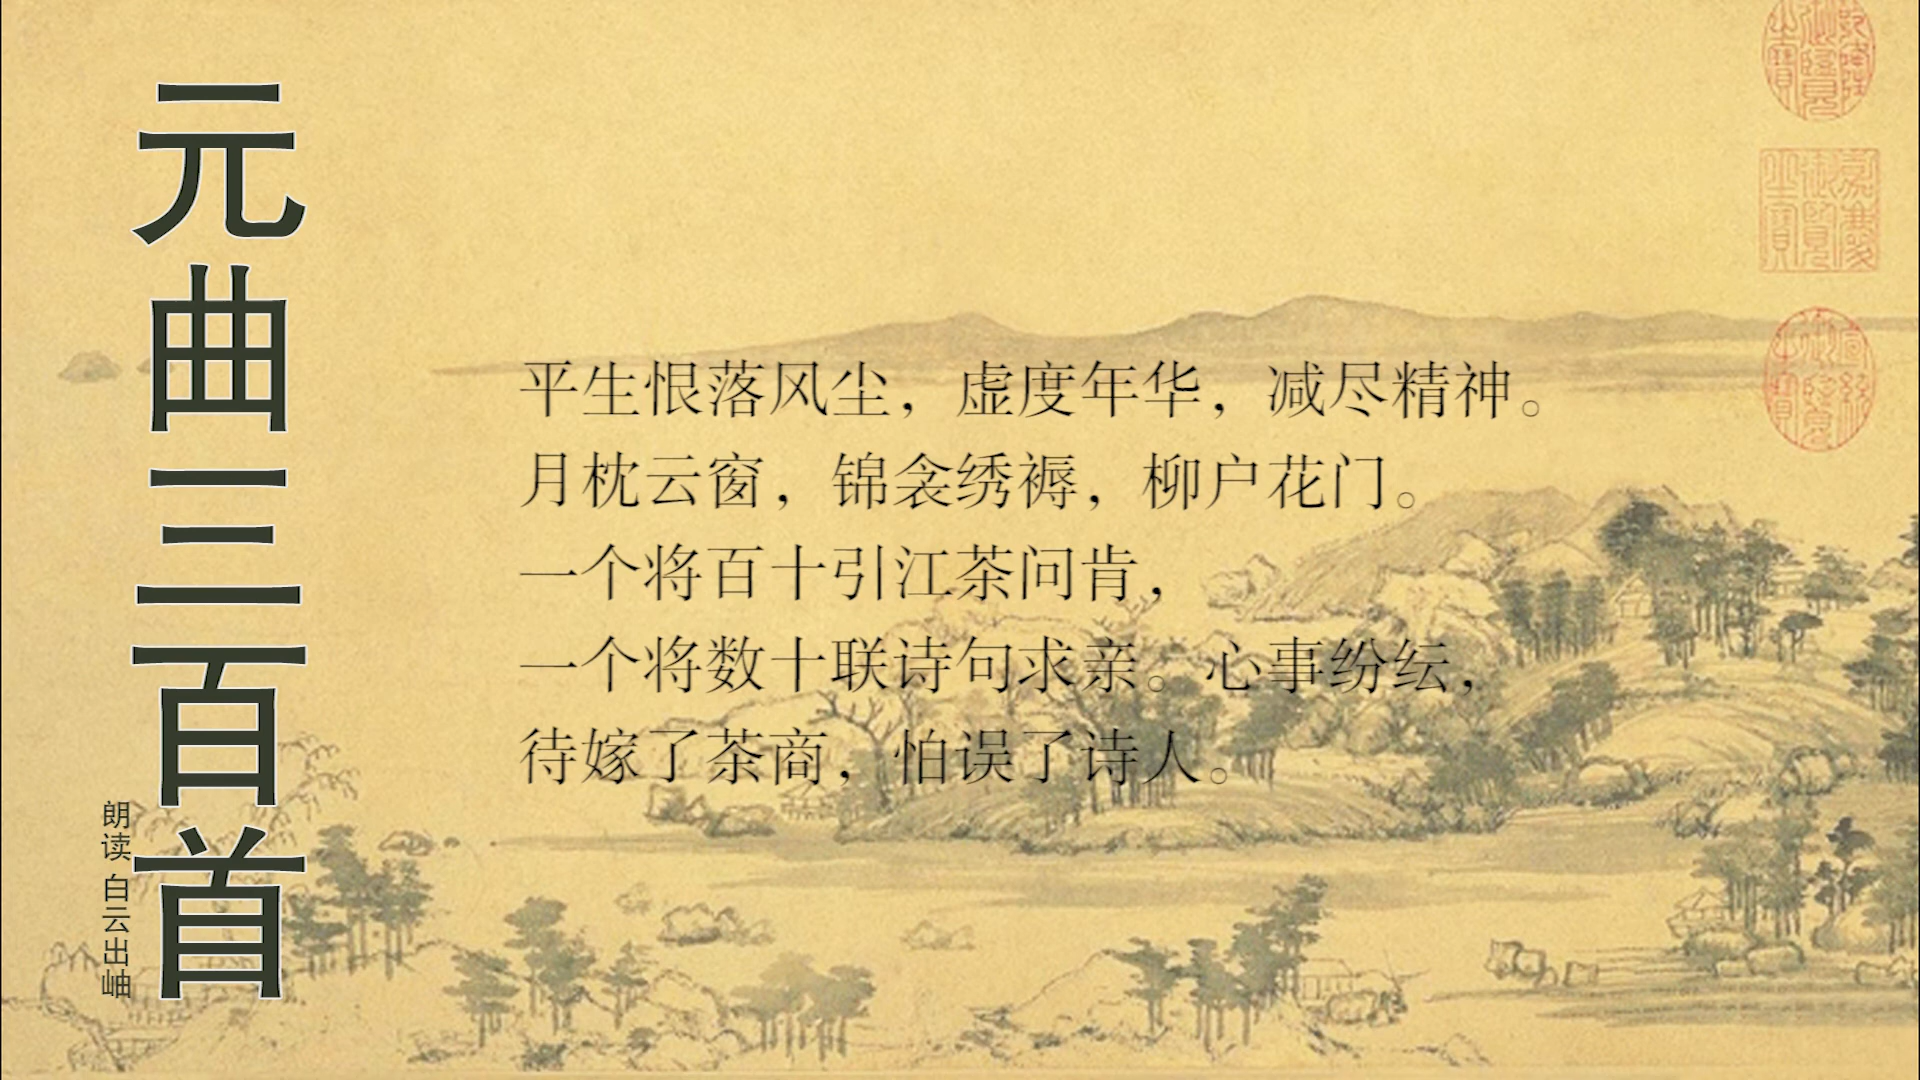 元曲三百首
朗读 白云出岫
平生恨落风尘，虚度年华，减尽精神。
月枕云窗，锦衾绣褥，柳户花门。
一个将百十引江茶问肯，
一个将数十联诗句求亲。心事纷纭，
待嫁了茶商，怕误了诗人。